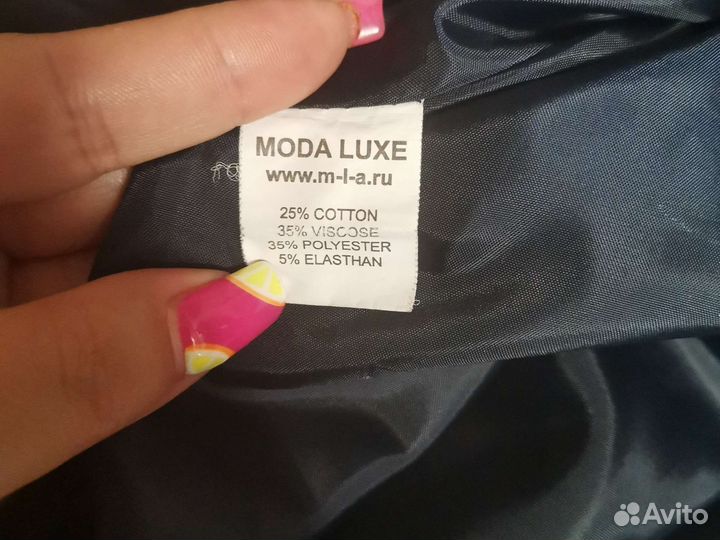 MODA LUXE
www.m-l-a.ru
25% COTTON
35% VISCOSE
35% POLYESTER
5% ELASTHAN
Avito